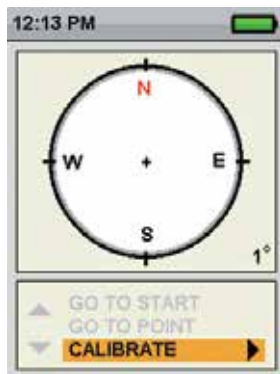 12:13 PM
N
W E
S
1°
GO TO START
GO TO POINT
CALIBRATE